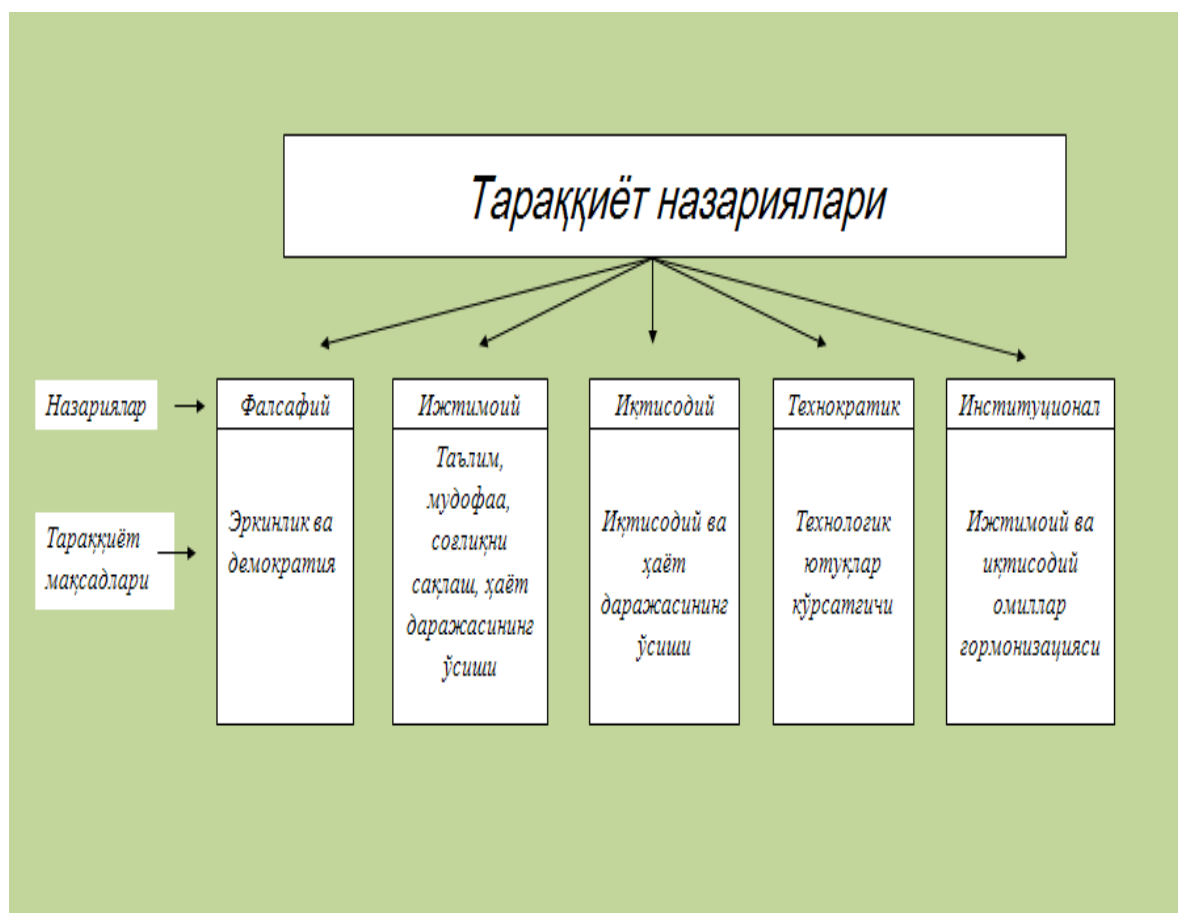 Тараққиёт назариялари
Назариялар
Фалсафий
Ижтимоий
Иқтисодий
Технократик
Институционал
Тараққиёт
мақсадлари
Эркинлик ва
демократия
Таълим,
мудофаа,
соғлиқни
сақлаш, ҳаёт
даражасининг
ўсиши
Иқтисодий ва
ҳаёт
даражасининг
ўсиши
Технологик
ютуқлар
кўрсатгичи
Ижтимоий ва
иқтисодий
омиллар
гормонизацияси